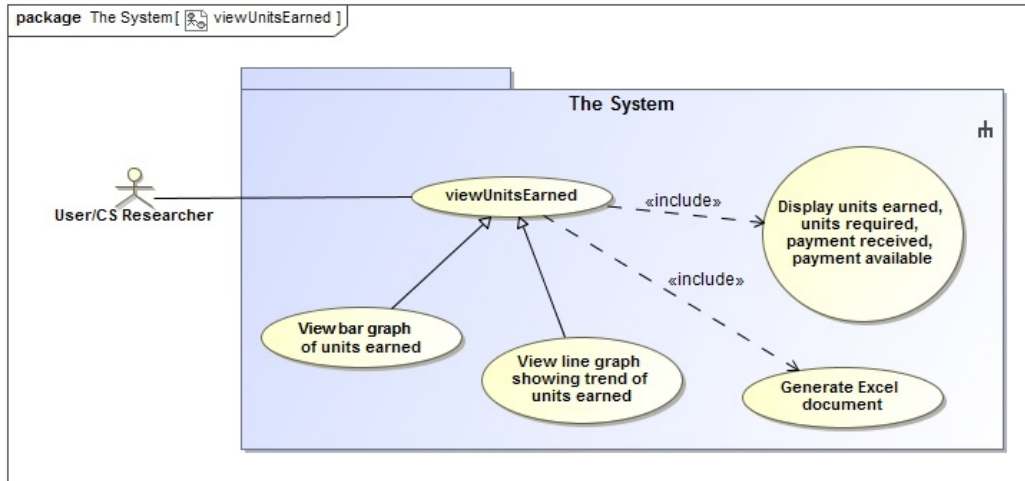 package The System[ viewUnitsEarned ]
The System
User/CS Researcher
viewUnitsEarned
«include»
Display units earned,
units required,
payment received,
payment available
«include»
View bar graph
of units earned
View line graph
showing trend of
units earned
Generate Excel
document